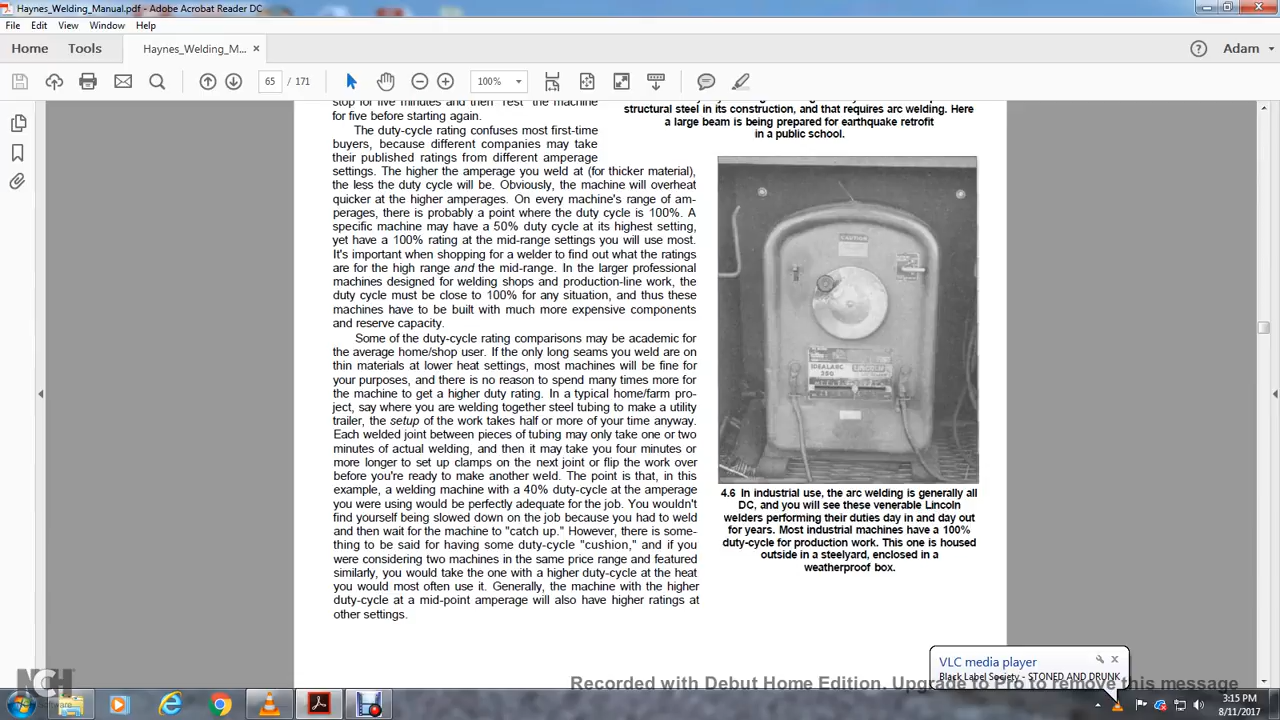 Haynes_Welding_Manual.pdf - Adobe Acrobat Reader DC
File Edit View Window Help
Home Tools Haynes_Welding_M... × Adam
65 / 171 100%
stop for five minutes and then "rest" the machine
for five before starting again.
The duty-cycle rating confuses most first-time
buyers, because different companies may take
their published ratings from different amperage
settings. The higher the amperage you weld at (for thicker material),
the less the duty cycle will be. Obviously, the machine will overheat
quicker at the higher amperages. On every machine's range of am-
perages, there is probably a point where the duty cycle is 100%. A
specific machine may have a 50% duty cycle at its highest setting,
yet have a 100% rating at the mid-range settings you will use most.
It's important when shopping for a welder to find out what the ratings
are for the high range and the mid-range. In the larger professional
machines designed for welding shops and production-line work, the
duty cycle must be close to 100% for any situation, and thus these
machines have to be built with much more expensive components
and reserve capacity.
Some of the duty-cycle rating comparisons may be academic for
the average home/shop user. If the only long seams you weld are on
thin materials at lower heat settings, most machines will be fine for
your purposes, and there is no reason to spend many times more for
the machine to get a higher duty rating. In a typical home/farm pro-
ject, say where you are welding together steel tubing to make a utility
trailer, the setup of the work takes half or more of your time anyway.
Each welded joint between pieces of tubing may only take one or two
minutes of actual welding, and then it may take you four minutes or
more longer to set up clamps on the next joint or flip the work over
before you're ready to make another weld. The point is that, in this
example, a welding machine with a 40% duty-cycle at the amperage
you were using would be perfectly adequate for the job. You wouldn't
find yourself being slowed down on the job because you had to weld
and then wait for the machine to "catch up." However, there is some-
thing to be said for having some duty-cycle "cushion," and if you
were considering two machines in the same price range and featured
similarly, you would take the one with a higher duty-cycle at the heat
you would most often use it. Generally, the machine with the higher
duty-cycle at a mid-point amperage will also have higher ratings at
other settings.
structural steel in its construction, and that requires arc welding. Here
a large beam is being prepared for earthquake retrofit
in a public school.
CAUTION
IDEALARC
250
LINCOLN
4.6 In industrial use, the arc welding is generally all
DC, and you will see these venerable Lincoln
welders performing their duties day in and day out
for years. Most industrial machines have a 100%
duty-cycle for production work. This one is housed
outside in a steelyard, enclosed in a
weatherproof box.
VLC media player
Black Label Society - STONED AND DRUNK
NCH
Software
Recorded with Debut Home Edition. Upgrade to Pro to remove this message
3:15 PM
8/11/2017